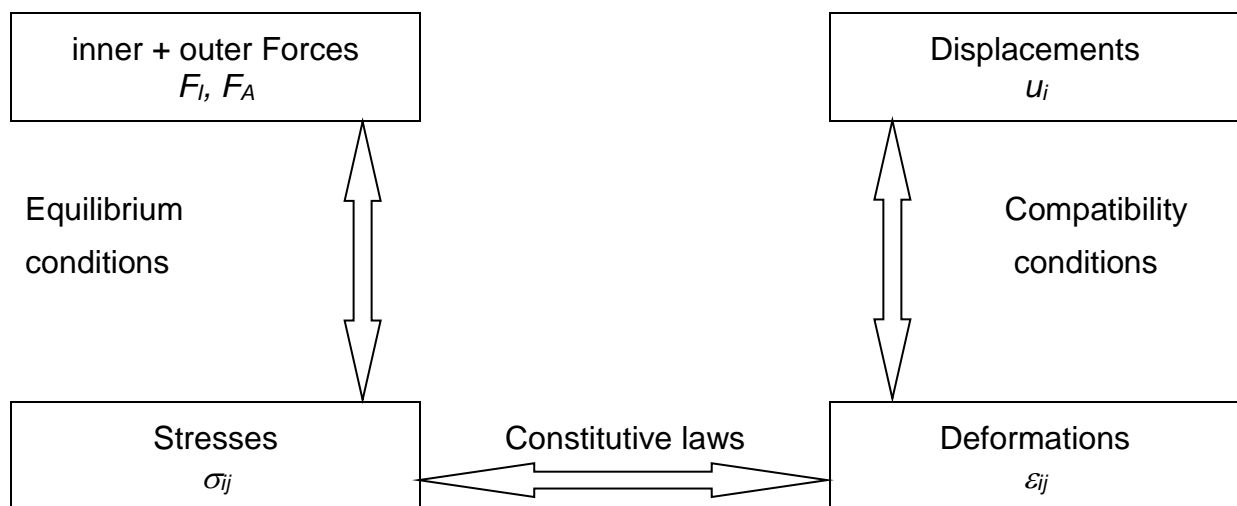 inner + outer Forces
F_I, F_A
Displacements
u_i
Equilibrium
conditions
Compatibility
conditions
Stresses
σ_ij
Constitutive laws
Deformations
ε_ij